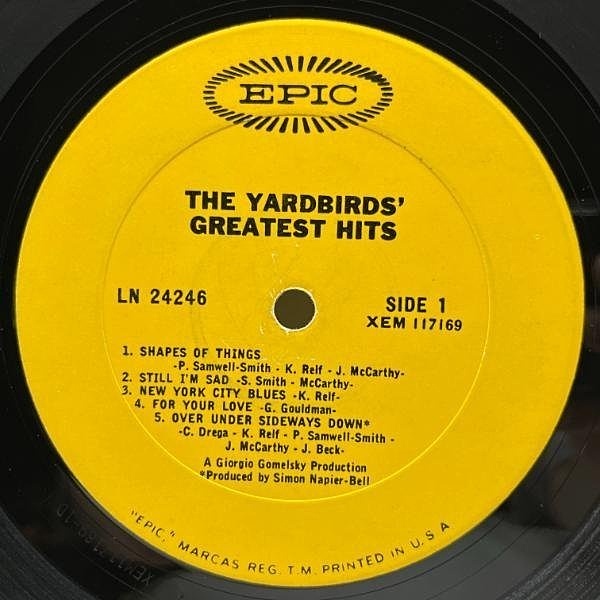 EPIC
THE YARDBIRDS'
GREATEST HITS
LN 24246
SIDE 1
XEM 117169
1. SHAPES OF THINGS
-P. Samwell-Smith - K. Relf - J. McCarthy-
2. STILL I'M SAD -S. Smith - McCarthy-
3. NEW YORK CITY BLUES -K. Relf-
4. FOR YOUR LOVE -G. Gouldman-
5. OVER UNDER SIDEWAYS DOWN*
-C. Drega - K. Relf - P. Samwell-Smith -
J. McCarthy - J. Beck-
A Giorgio Gomelsky Production
*Produced by Simon Napier-Bell
"EPIC," MARCAS REG. T.M. PRINTED IN U.S.A